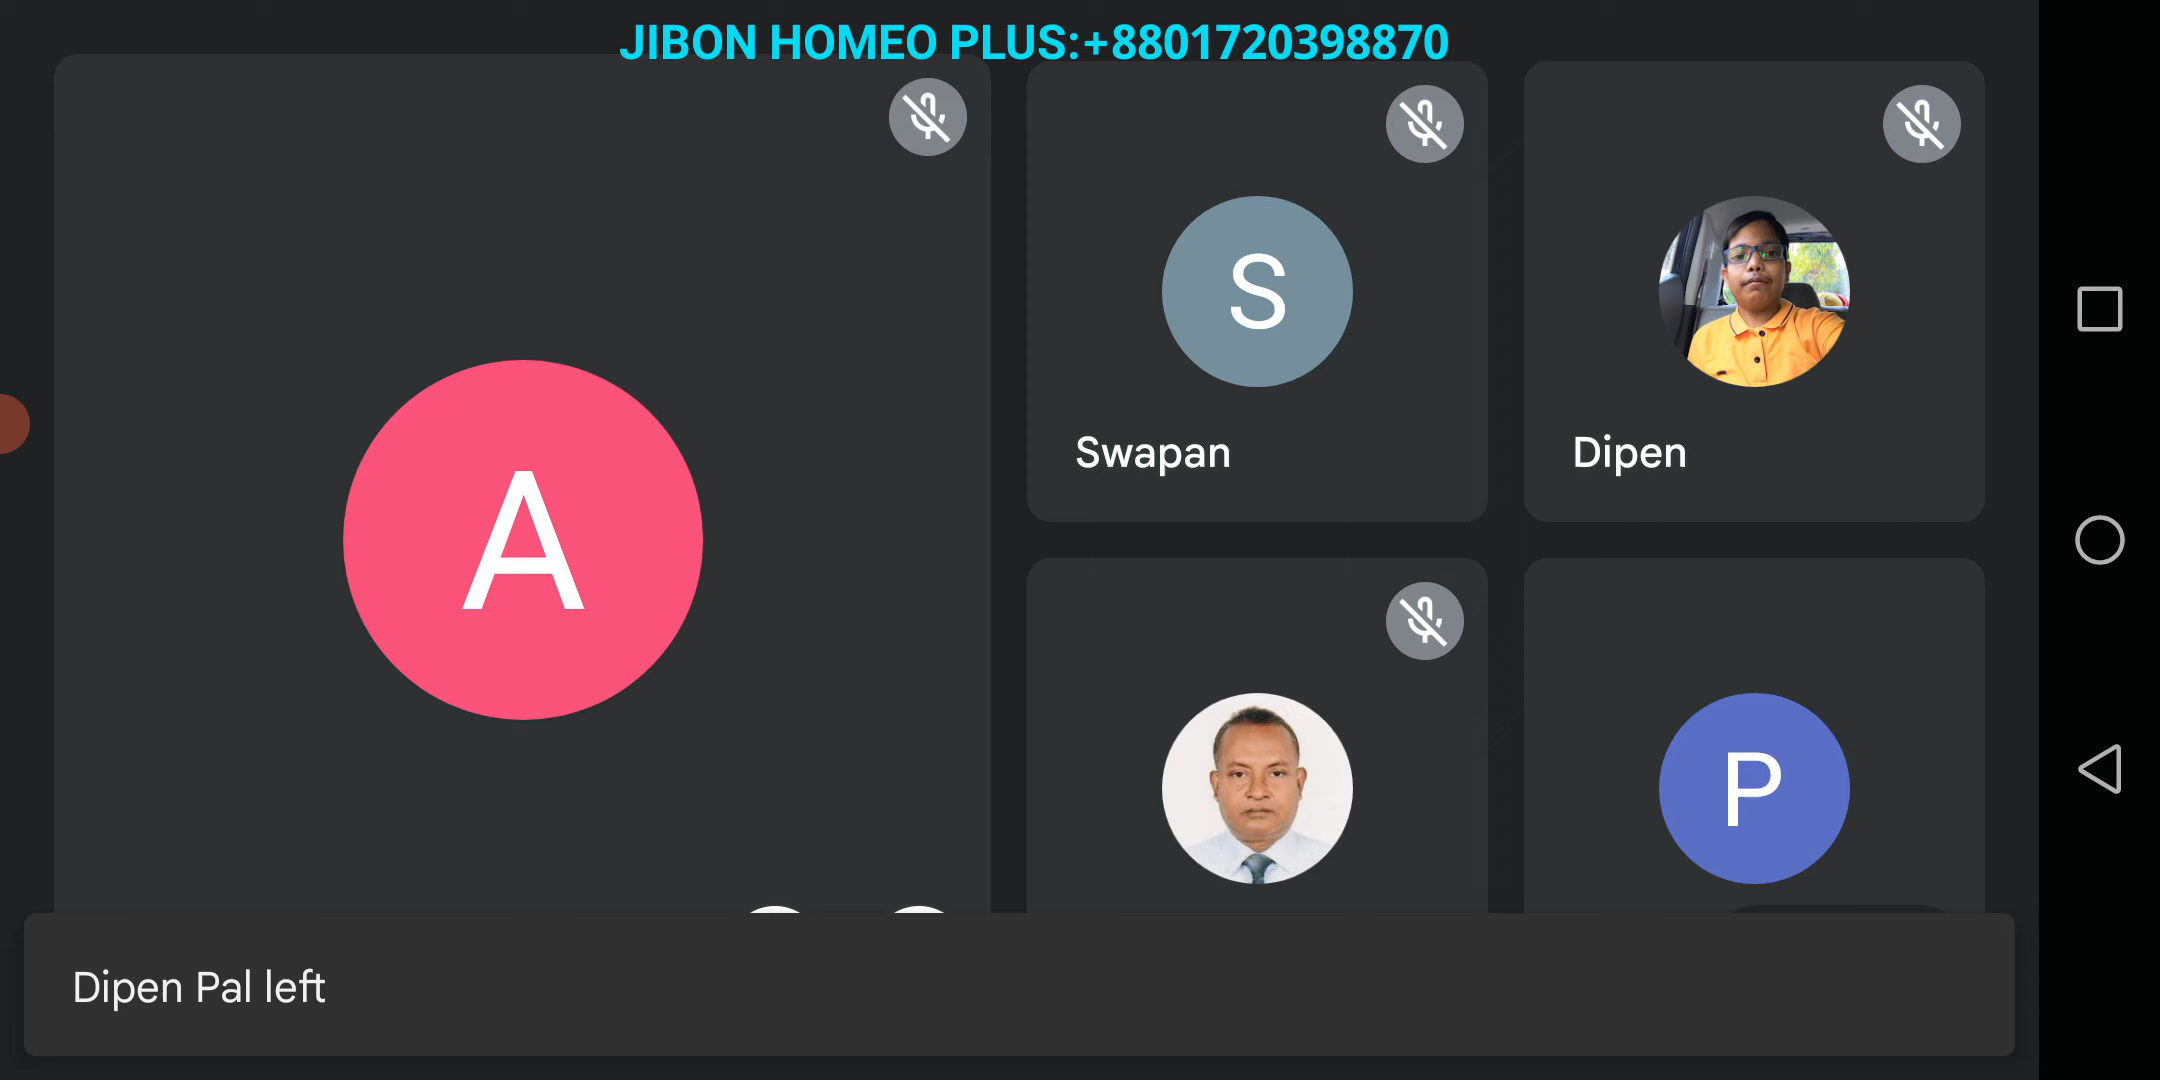 JIBON HOMEO PLUS:+8801720398870
A
S
Swapan
Dipen
P
Dipen Pal left